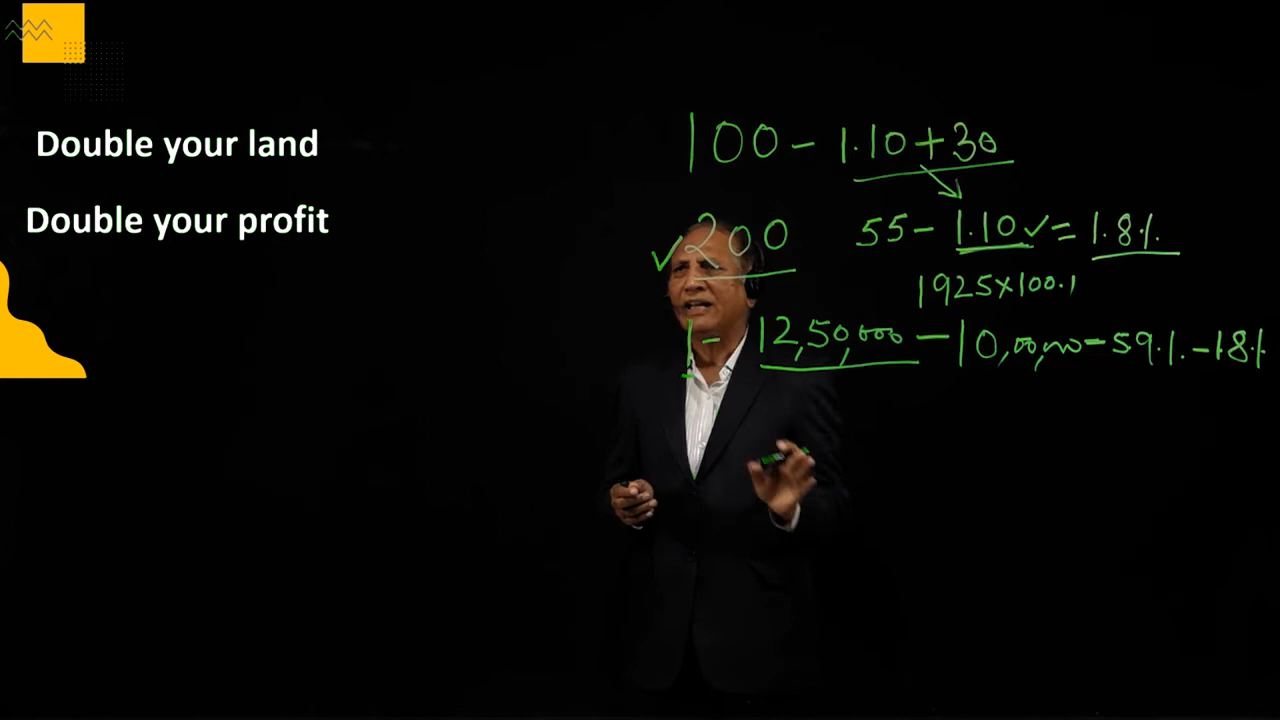 Double your land
Double your profit
100 - 1.10 + 30
✓200
55 - 1.10 ✓ = 1.8%
1925x100%
1 - 12,50,000 - 10,00,000 = 59% - 18%